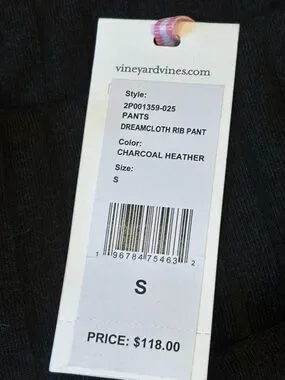 vineyardvines.com
Style:
2P001359-025
PANTS
DREAMCLOTH RIB PANT
Color:
CHARCOAL HEATHER
Size:
S
1 96784 75463 2
S
PRICE: $118.00